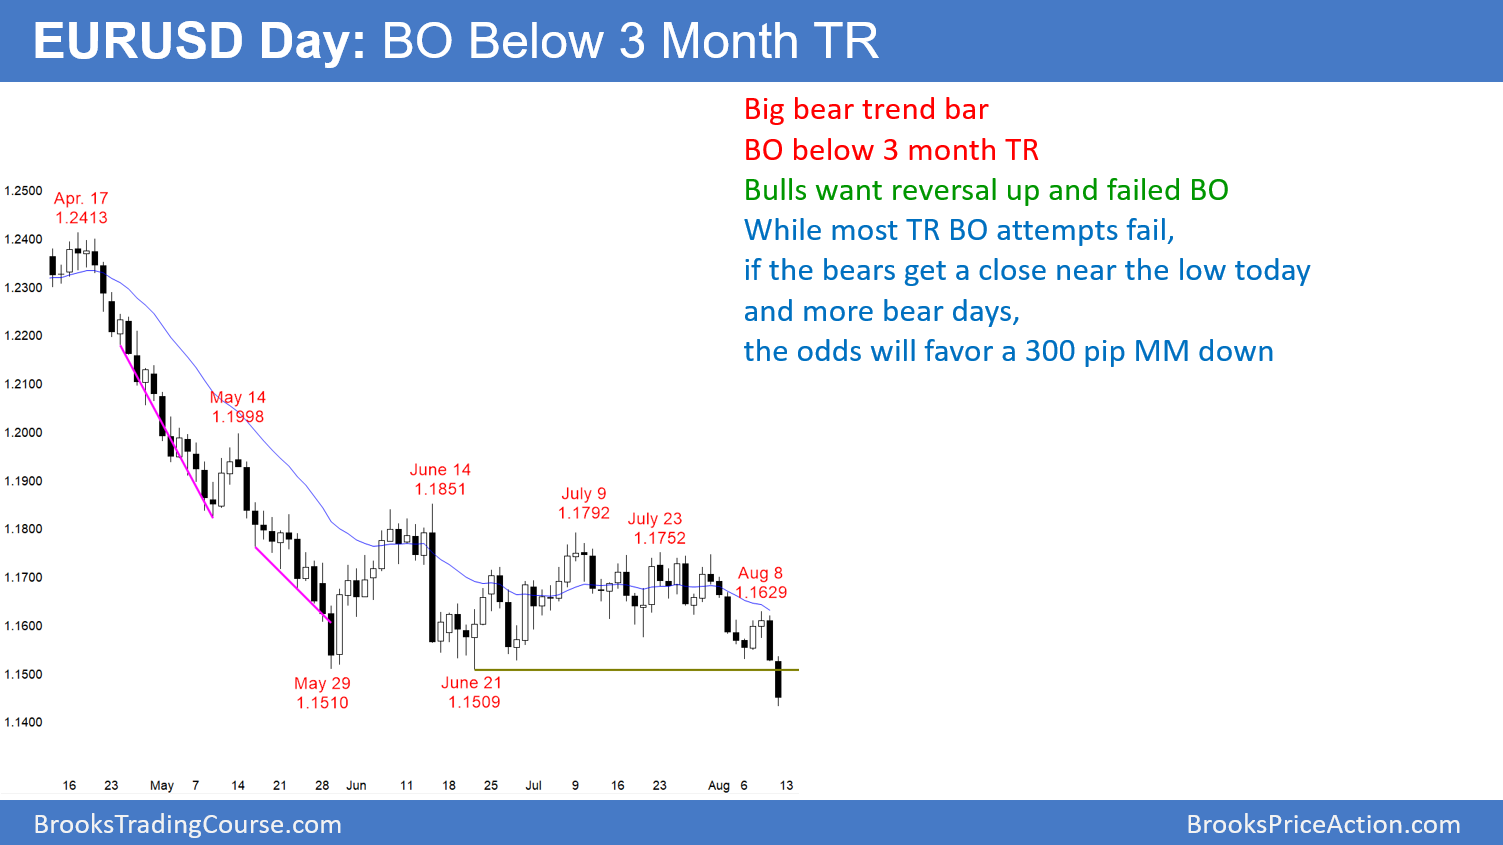 EURUSD Day: BO Below 3 Month TR
Big bear trend bar
BO below 3 month TR
Bulls want reversal up and failed BO
While most TR BO attempts fail,
if the bears get a close near the low today
and more bear days,
the odds will favor a 300 pip MM down
1.2500
1.2400
1.2300
1.2200
1.2100
1.2000
1.1900
1.1800
1.1700
1.1600
1.1500
1.1400
Apr. 17
1.2413
May 14
1.1998
June 14
1.1851
July 9
1.1792
July 23
1.1752
Aug 8
1.1629
May 29
1.1510
June 21
1.1509
16 23 May 7 14 21 28 Jun 11 18 25 Jul 9 16 23 Aug 6 13
BrooksTradingCourse.com
BrooksPriceAction.com